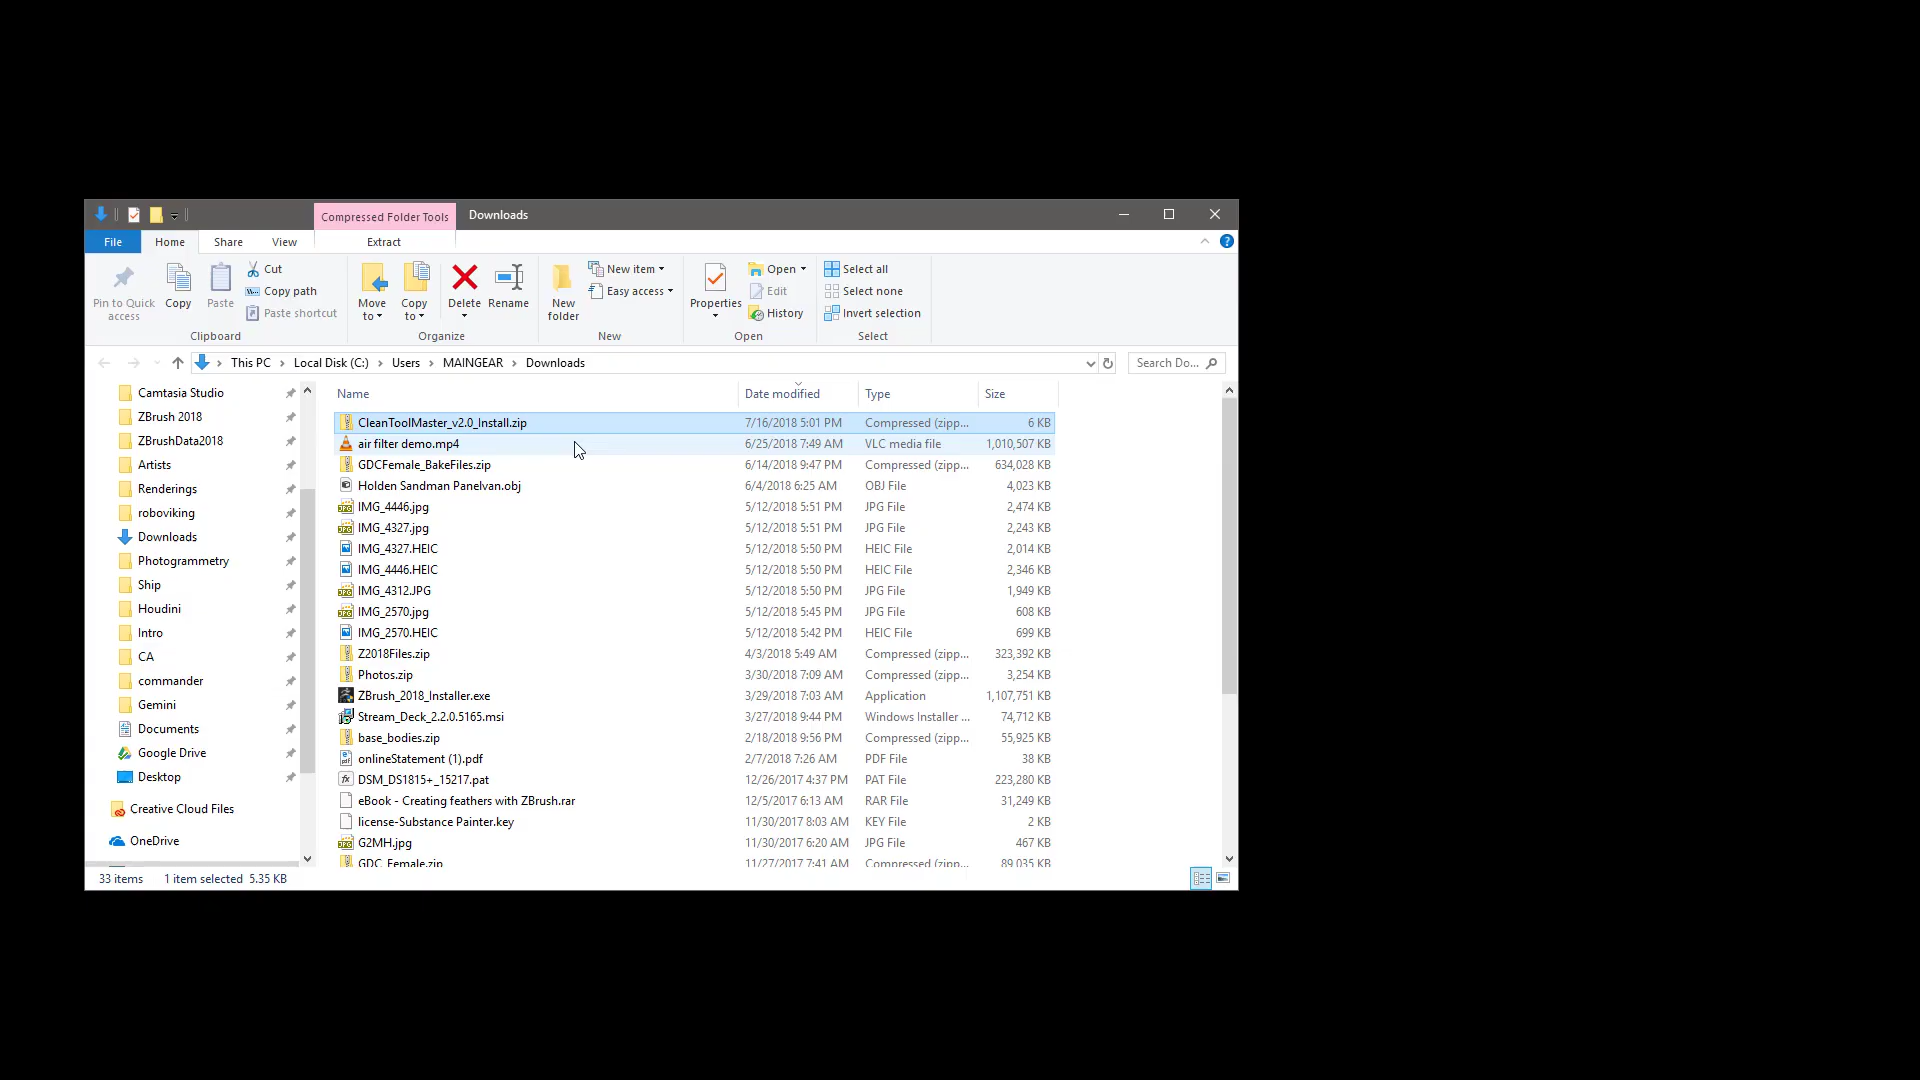 Compressed Folder Tools Downloads
File Home Share View Extract
Pin to Quick access Copy Paste Cut Copy path Paste shortcut
Clipboard
Move to Copy to Delete Rename
Organize
New folder New item Easy access
New
Properties Open Edit History
Open
Select all Select none Invert selection
Select
This PC Local Disk (C:) Users MAINGEAR Downloads Search Do...
Camtasia Studio
ZBrush 2018
ZBrushData2018
Artists
Renderings
roboviking
Downloads
Photogrammetry
Ship
Houdini
Intro
CA
commander
Gemini
Documents
Google Drive
Desktop
Creative Cloud Files
OneDrive
Name Date modified Type Size
CleanToolMaster_v2.0_Install.zip 7/16/2018 5:01 PM Compressed (zipp... 6 KB
air filter demo.mp4 6/25/2018 7:49 AM VLC media file 1,010,507 KB
GDCFemale_BakeFiles.zip 6/14/2018 9:47 PM Compressed (zipp... 634,028 KB
Holden Sandman Panelvan.obj 6/4/2018 6:25 AM OBJ File 4,023 KB
IMG_4446.jpg 5/12/2018 5:51 PM JPG File 2,474 KB
IMG_4327.jpg 5/12/2018 5:51 PM JPG File 2,243 KB
IMG_4327.HEIC 5/12/2018 5:50 PM HEIC File 2,014 KB
IMG_4446.HEIC 5/12/2018 5:50 PM HEIC File 2,346 KB
IMG_4312.JPG 5/12/2018 5:50 PM JPG File 1,949 KB
IMG_2570.jpg 5/12/2018 5:45 PM JPG File 608 KB
IMG_2570.HEIC 5/12/2018 5:42 PM HEIC File 699 KB
Z2018Files.zip 4/3/2018 5:49 AM Compressed (zipp... 323,392 KB
Photos.zip 3/30/2018 7:09 AM Compressed (zipp... 3,254 KB
ZBrush_2018_Installer.exe 3/29/2018 7:03 AM Application 1,107,751 KB
Stream_Deck_2.2.0.5165.msi 3/27/2018 9:44 PM Windows Installer ... 74,712 KB
base_bodies.zip 2/18/2018 9:56 PM Compressed (zipp... 55,925 KB
onlineStatement (1).pdf 2/7/2018 7:26 AM PDF File 38 KB
DSM_DS1815+_15217.pat 12/26/2017 4:37 PM PAT File 223,280 KB
eBook - Creating feathers with ZBrush.rar 12/5/2017 6:13 AM RAR File 31,249 KB
license-Substance Painter.key 11/30/2017 8:03 AM KEY File 2 KB
G2MH.jpg 11/30/2017 6:20 AM JPG File 467 KB
GDC_Female.zip 11/27/2017 7:41 AM Compressed (zipp... 89,035 KB
33 items 1 item selected 5.35 KB